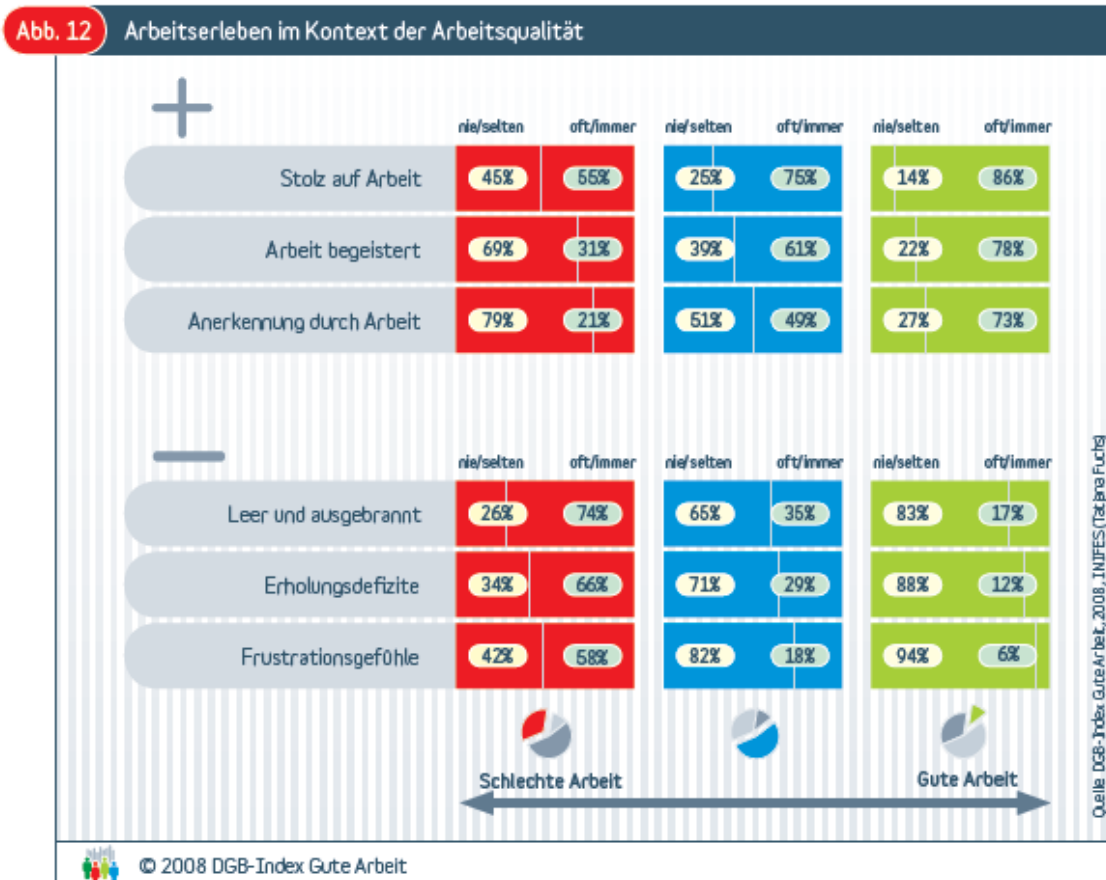 Abb. 12 Arbeitserleben im Kontext der Arbeitsqualität
nie/selten oft/immer nie/selten oft/immer nie/selten oft/immer
Stolz auf Arbeit 45% 55% 25% 75% 14% 86%
Arbeit begeistert 69% 31% 39% 61% 22% 78%
Anerkennung durch Arbeit 79% 21% 51% 49% 27% 73%
nie/selten oft/immer nie/selten oft/immer nie/selten oft/immer
Leer und ausgebrannt 26% 74% 65% 35% 83% 17%
Erholungsdefizite 34% 66% 71% 29% 88% 12%
Frustrationsgefühle 42% 58% 82% 18% 94% 6%
Schlechte Arbeit Gute Arbeit
Quelle DGB-Index Gute Arbeit, 2008, INIFES (Tatjana Fuchs)
© 2008 DGB-Index Gute Arbeit